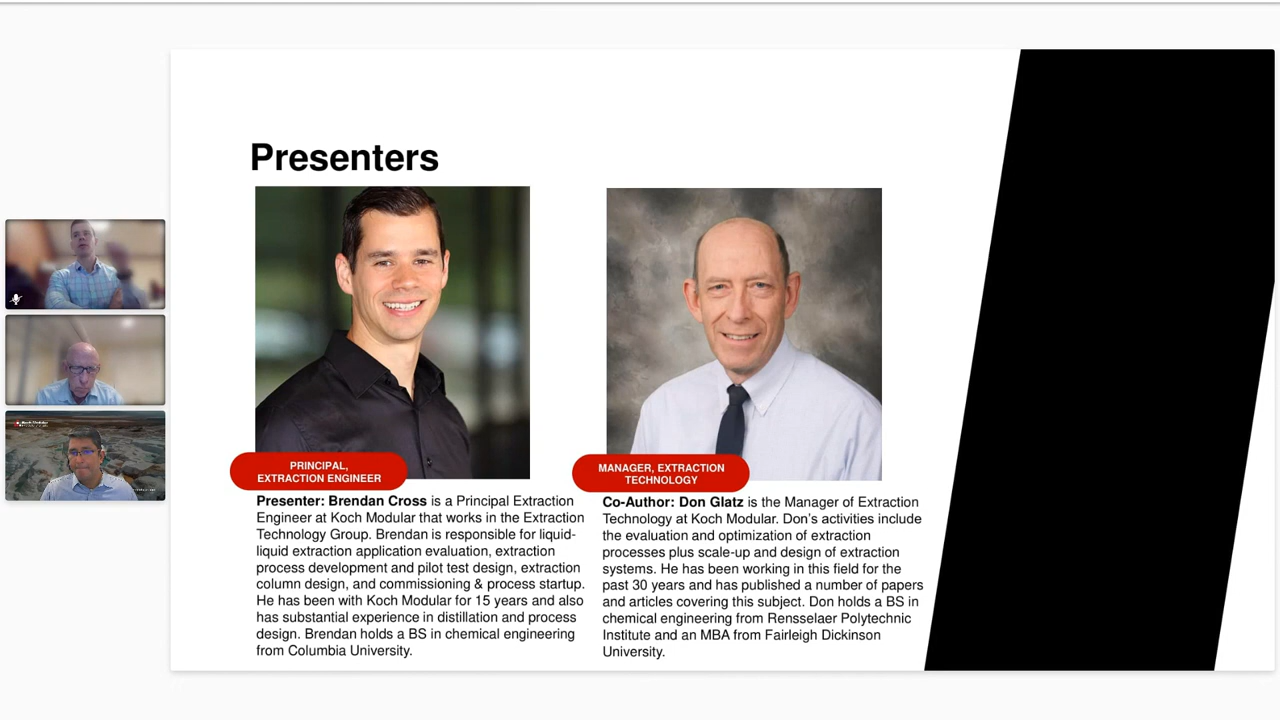 Presenters
PRINCIPAL,
EXTRACTION ENGINEER
Presenter: Brendan Cross is a Principal Extraction
Engineer at Koch Modular that works in the Extraction
Technology Group. Brendan is responsible for liquid-
liquid extraction application evaluation, extraction
process development and pilot test design, extraction
column design, and commissioning & process startup.
He has been with Koch Modular for 15 years and also
has substantial experience in distillation and process
design. Brendan holds a BS in chemical engineering
from Columbia University.
MANAGER, EXTRACTION
TECHNOLOGY
Co-Author: Don Glatz is the Manager of Extraction
Technology at Koch Modular. Don's activities include
the evaluation and optimization of extraction
processes plus scale-up and design of extraction
systems. He has been working in this field for the
past 30 years and has published a number of papers
and articles covering this subject. Don holds a BS in
chemical engineering from Rensselaer Polytechnic
Institute and an MBA from Fairleigh Dickinson
University.